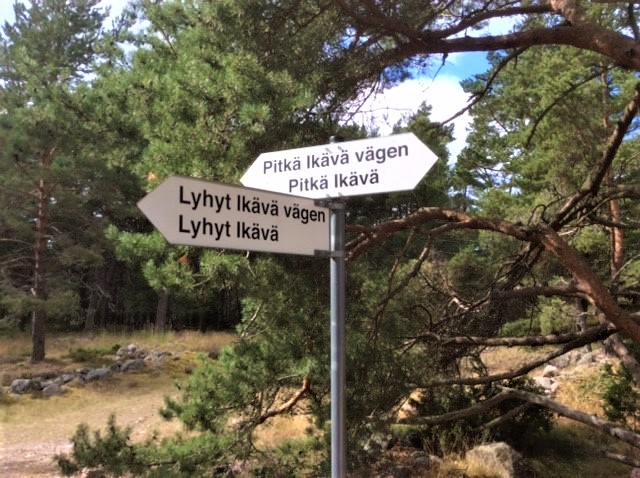 Pitkä Ikävä vägen
Pitkä Ikävä
Lyhyt Ikävä vägen
Lyhyt Ikävä